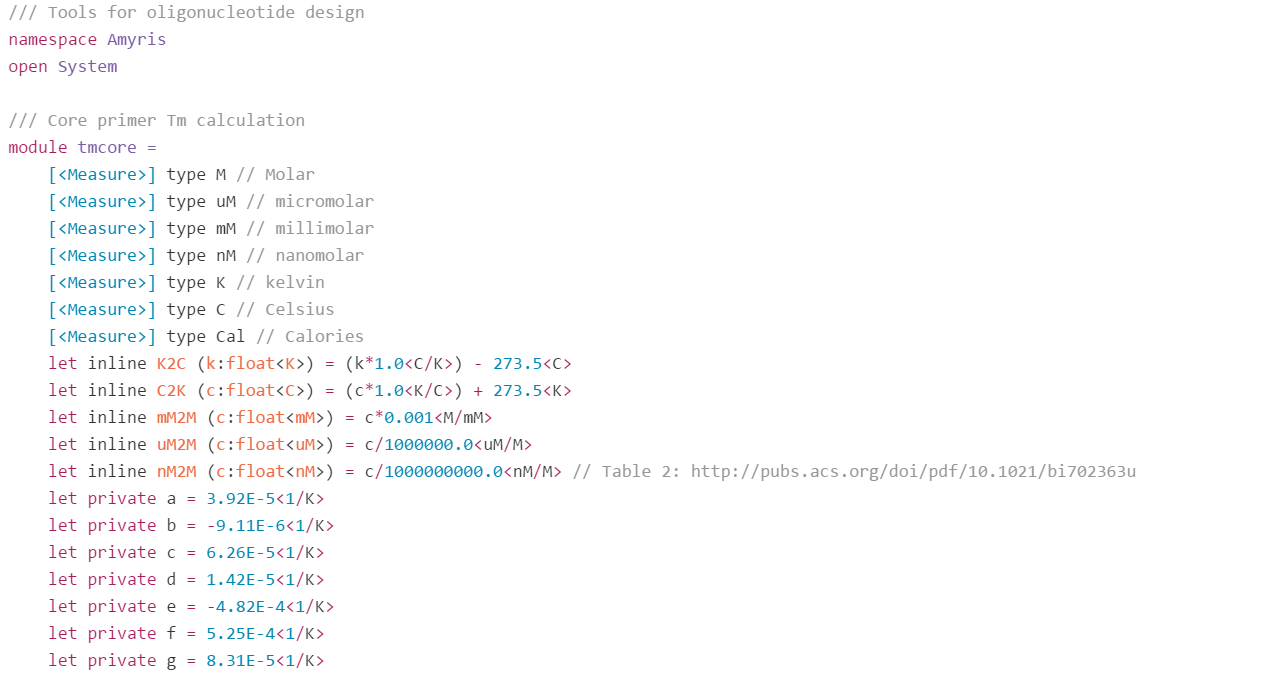 /// Tools for oligonucleotide design
namespace Amyris
open System
/// Core primer Tm calculation
module tmcore =
[<Measure>] type M // Molar
[<Measure>] type uM // micromolar
[<Measure>] type mM // millimolar
[<Measure>] type nM // nanomolar
[<Measure>] type K // kelvin
[<Measure>] type C // Celsius
[<Measure>] type Cal // Calories
let inline K2C (k:float<K>) = (k*1.0<C/K>) - 273.5<C>
let inline C2K (c:float<C>) = (c*1.0<K/C>) + 273.5<K>
let inline mM2M (c:float<mM>) = c*0.001<M/mM>
let inline uM2M (c:float<uM>) = c/1000000.0<uM/M>
let inline nM2M (c:float<nM>) = c/1000000000.0<nM/M> // Table 2: http://pubs.acs.org/doi/pdf/10.1021/bi702363u
let private a = 3.92E-5<1/K>
let private b = -9.11E-6<1/K>
let private c = 6.26E-5<1/K>
let private d = 1.42E-5<1/K>
let private e = -4.82E-4<1/K>
let private f = 5.25E-4<1/K>
let private g = 8.31E-5<1/K>